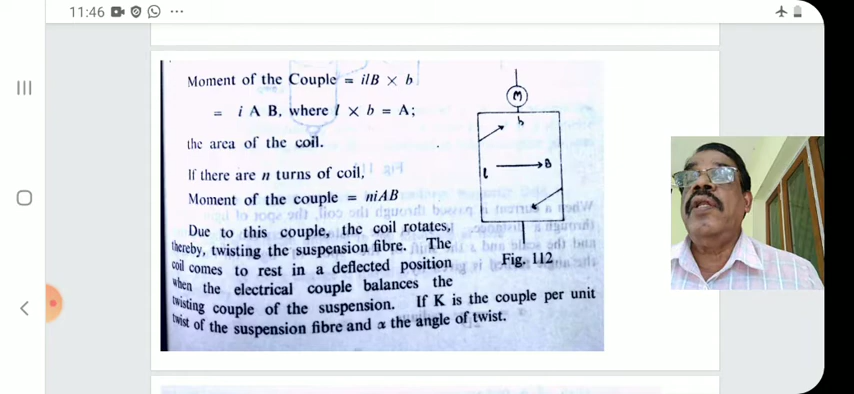 11:46
Moment of the Couple = ilB × b
= i A B, where l × b = A;
the area of the coil.
If there are n turns of coil,
Moment of the couple = niAB
Due to this couple, the coil rotates,
thereby, twisting the suspension fibre. The
coil comes to rest in a deflected position
when the electrical couple balances the
twisting couple of the suspension. If K is the couple per unit
twist of the suspension fibre and α the angle of twist.
M
b
l
B
Fig. 112